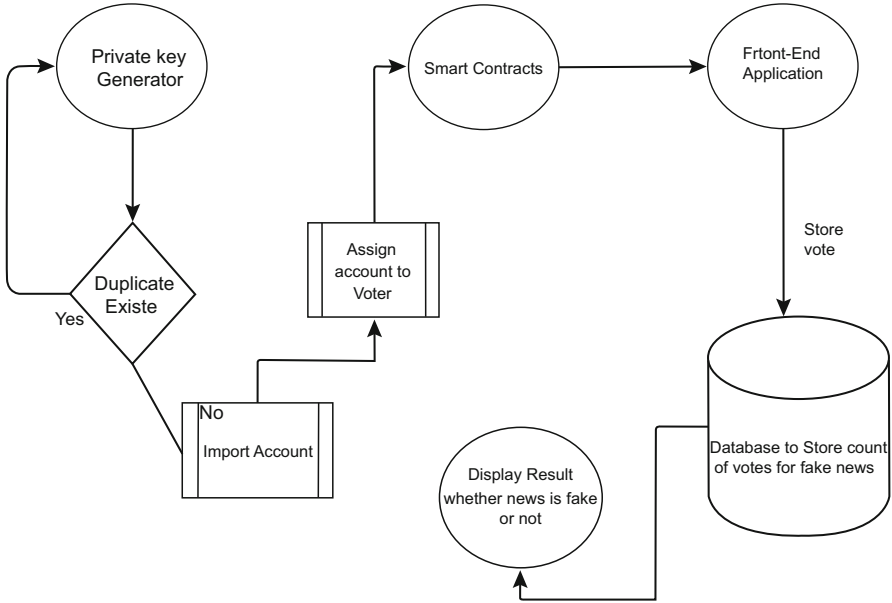 Private key
Generator
Duplicate
Existe
Yes
No
Import Account
Assign
account to
Voter
Smart Contracts
Frtont-End
Application
Store
vote
Database to Store count
of votes for fake news
Display Result
whether news is fake
or not